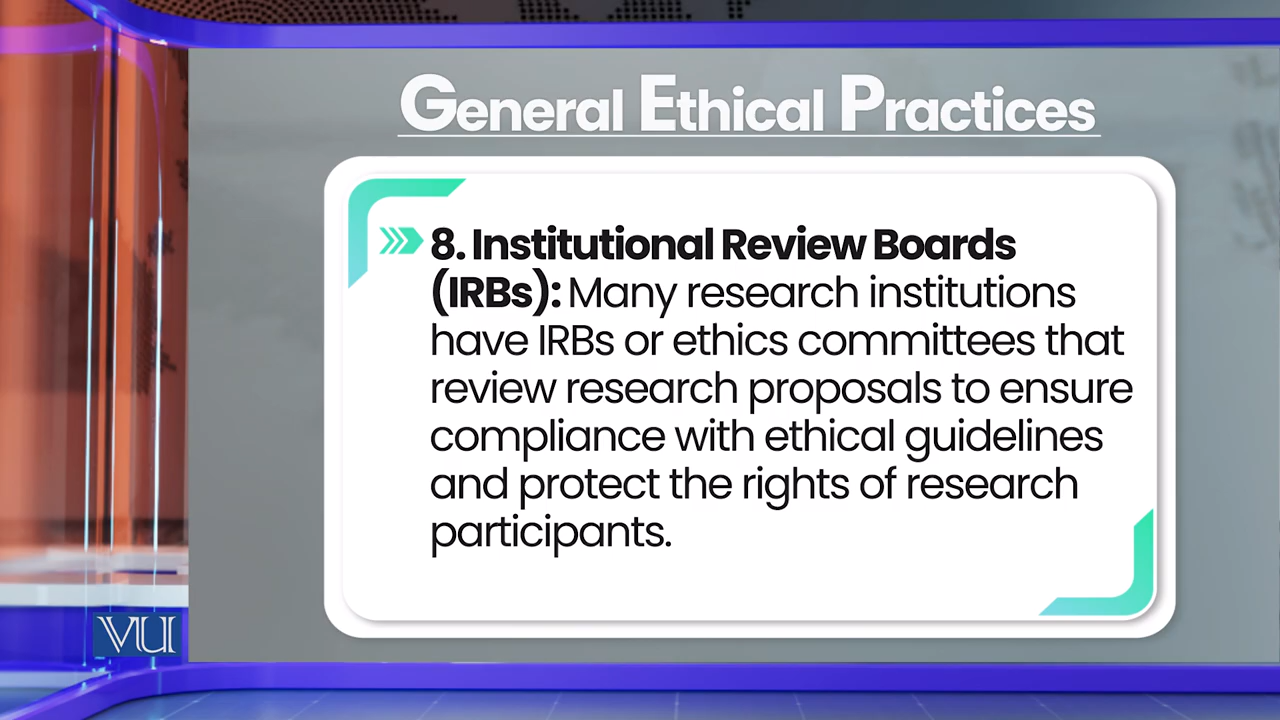 General Ethical Practices
8. Institutional Review Boards
(IRBs): Many research institutions
have IRBs or ethics committees that
review research proposals to ensure
compliance with ethical guidelines
and protect the rights of research
participants.
VU